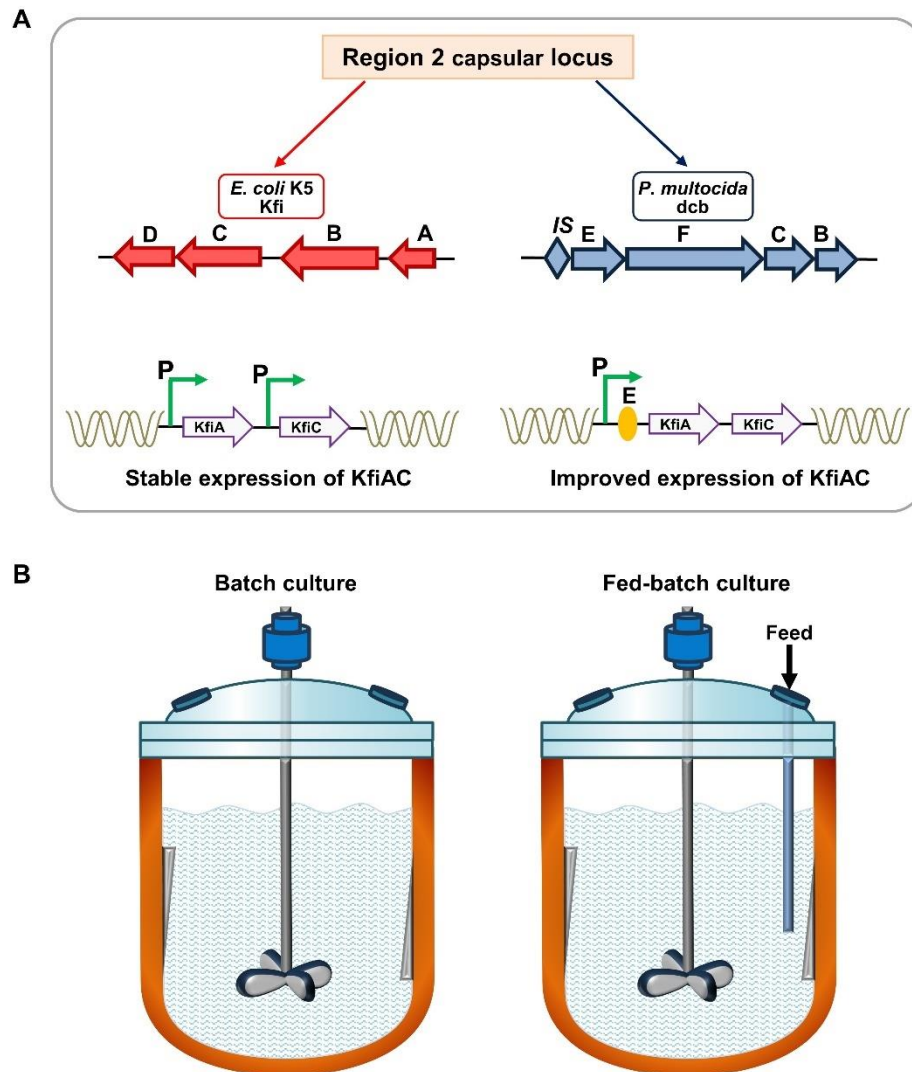 A
Region 2 capsular locus
E. coli K5
Kfi
P. multocida
dcb
D C B A
IS E F C B
P P
KfiA KfiC
Stable expression of KfiAC
P
E
KfiA KfiC
Improved expression of KfiAC
B
Batch culture
Fed-batch culture
Feed